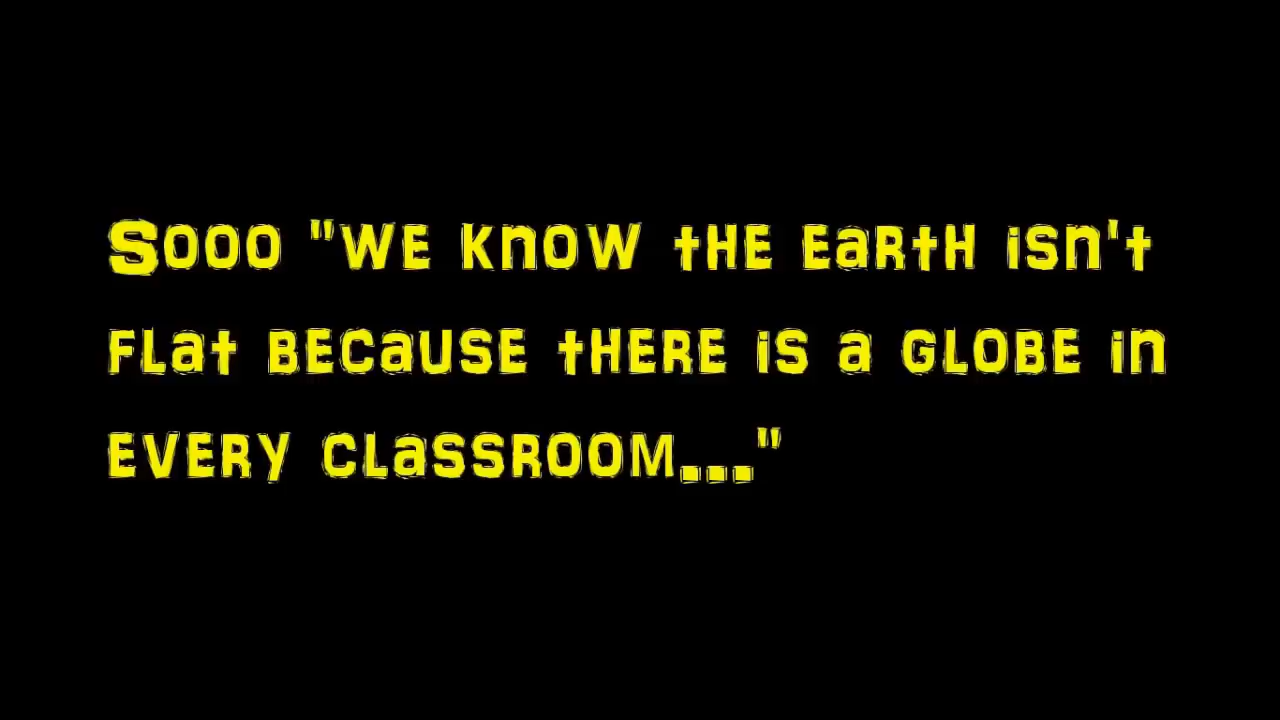 Sooo "we know the earth isn't
flat because there is a globe in
every classroom..."